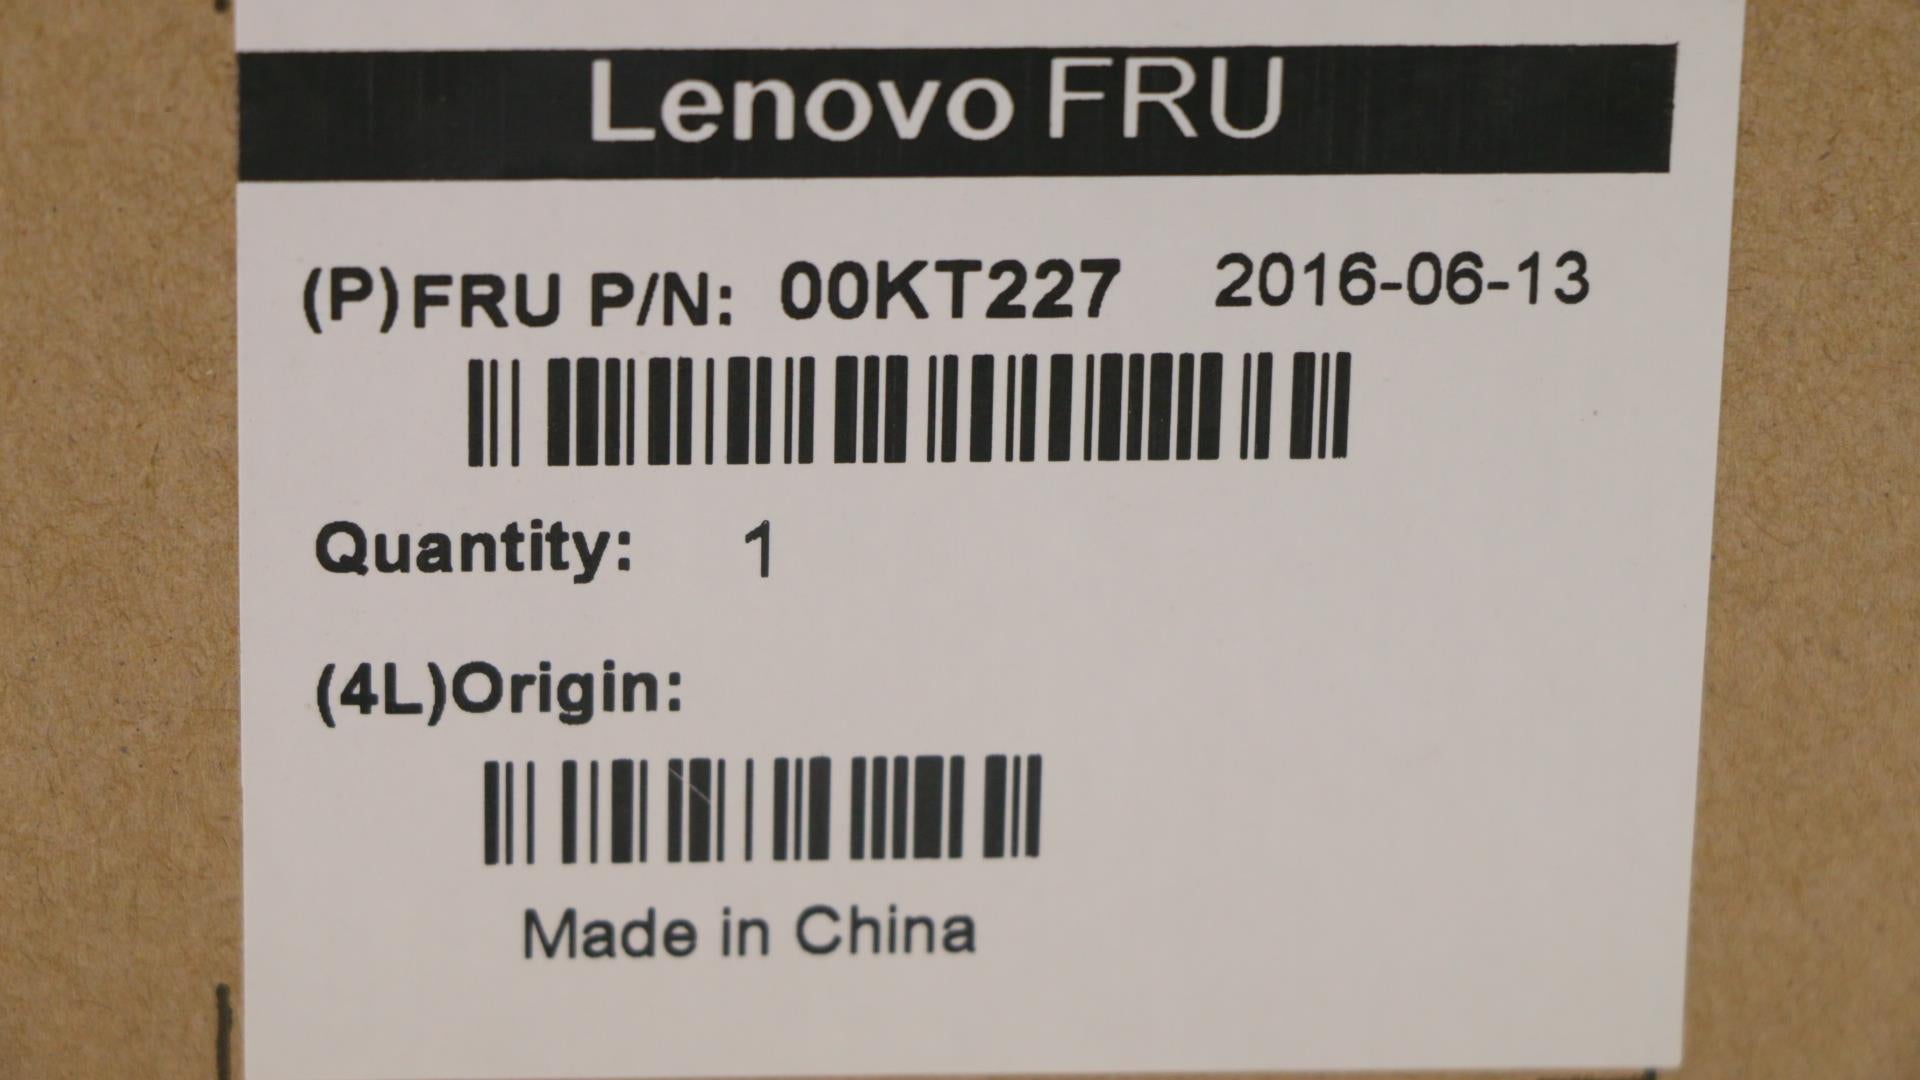 Lenovo FRU
(P)FRU P/N: 00KT227 2016-06-13
Quantity: 1
(4L)Origin:
Made in China